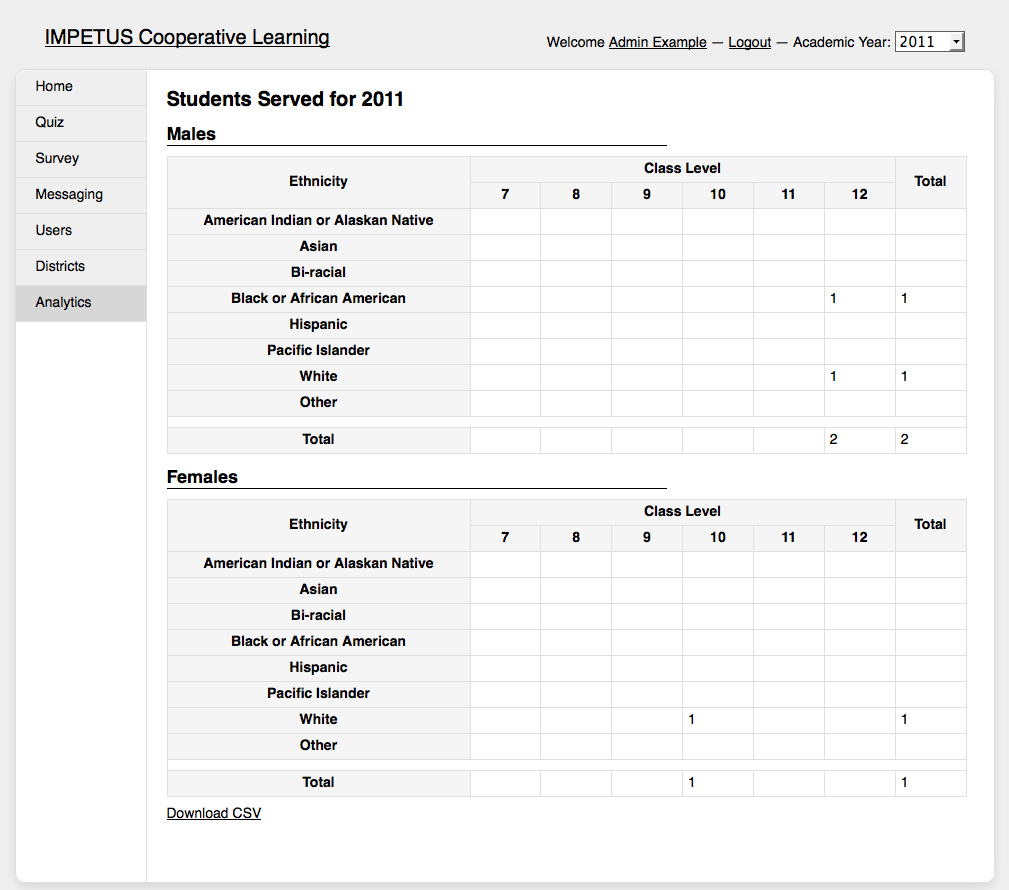 IMPETUS Cooperative Learning
Welcome Admin Example — Logout — Academic Year: 2011
Home
Quiz
Survey
Messaging
Users
Districts
Analytics
Students Served for 2011
Males
Ethnicity Class Level Total
7 8 9 10 11 12
American Indian or Alaskan Native
Asian
Bi-racial
Black or African American 1 1
Hispanic
Pacific Islander
White 1 1
Other
Total 2 2
Females
Ethnicity Class Level Total
7 8 9 10 11 12
American Indian or Alaskan Native
Asian
Bi-racial
Black or African American
Hispanic
Pacific Islander
White 1 1
Other
Total 1 1
Download CSV